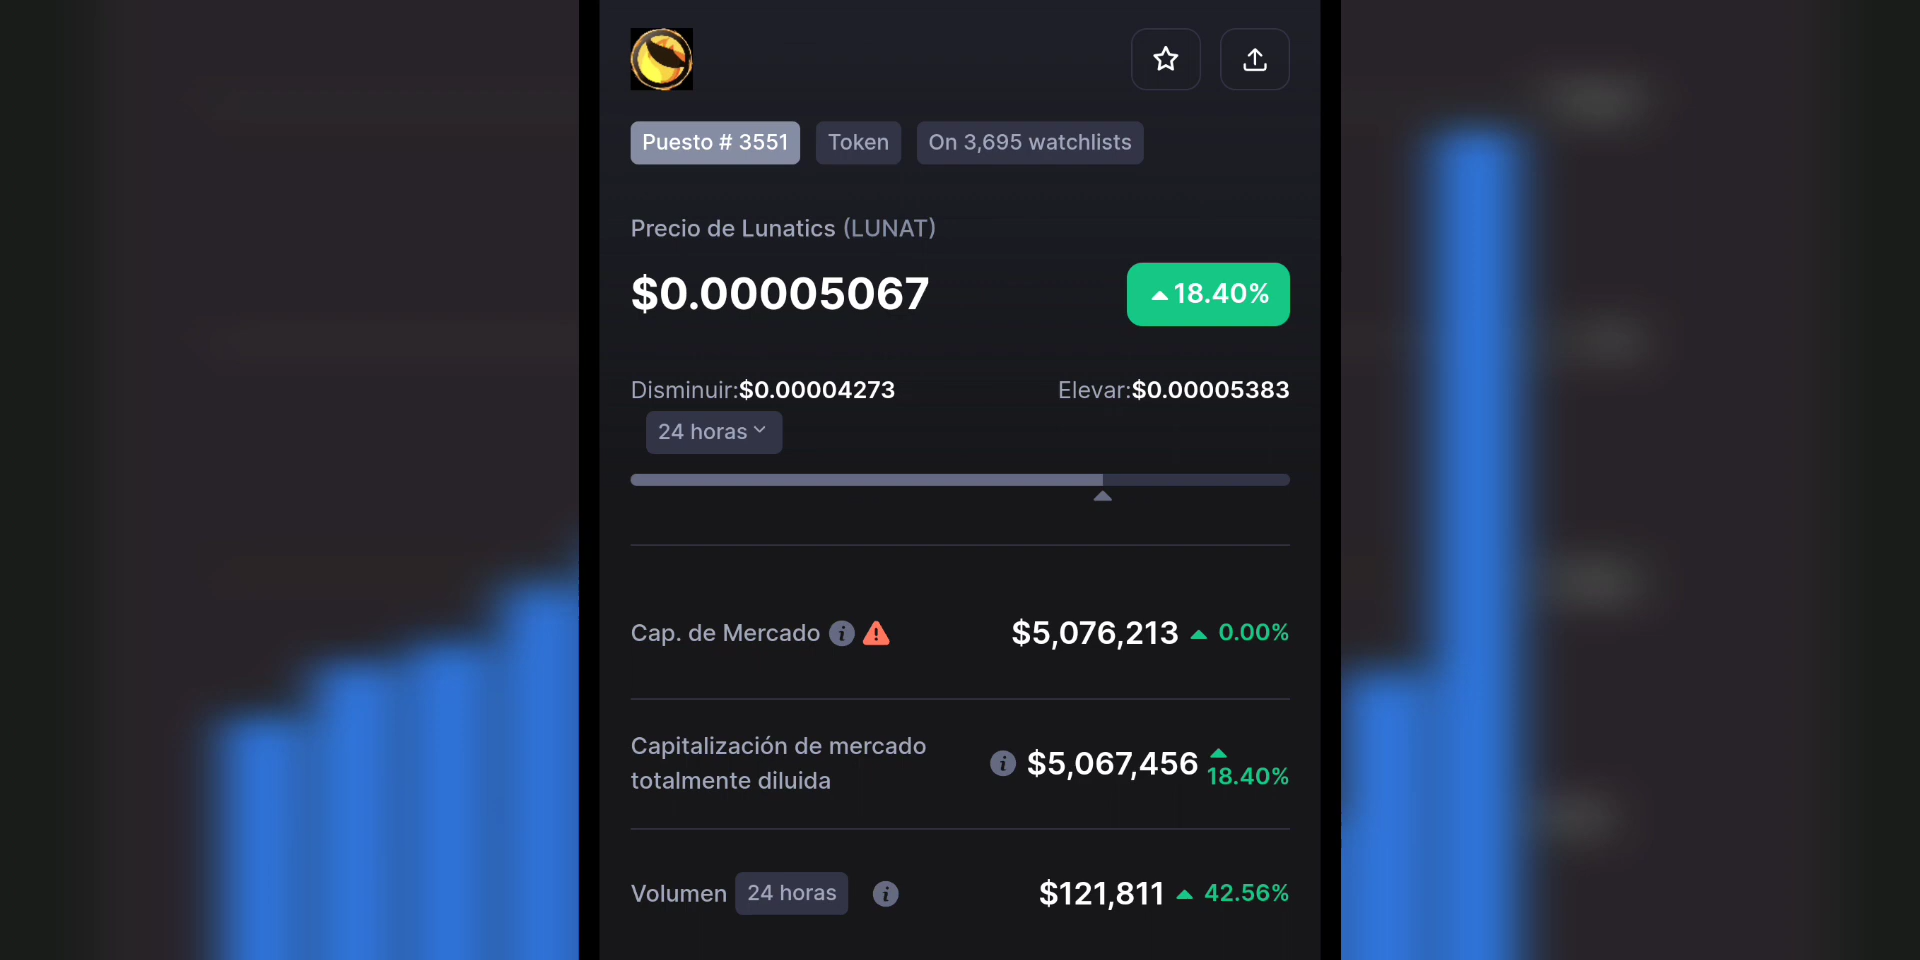 Puesto # 3551 Token On 3,695 watchlists
Precio de Lunatics (LUNAT)
$0.00005067 18.40%
Disminuir:$0.00004273 Elevar:$0.00005383
24 horas
Cap. de Mercado $5,076,213 0.00%
Capitalización de mercado
totalmente diluida $5,067,456 18.40%
Volumen 24 horas $121,811 42.56%